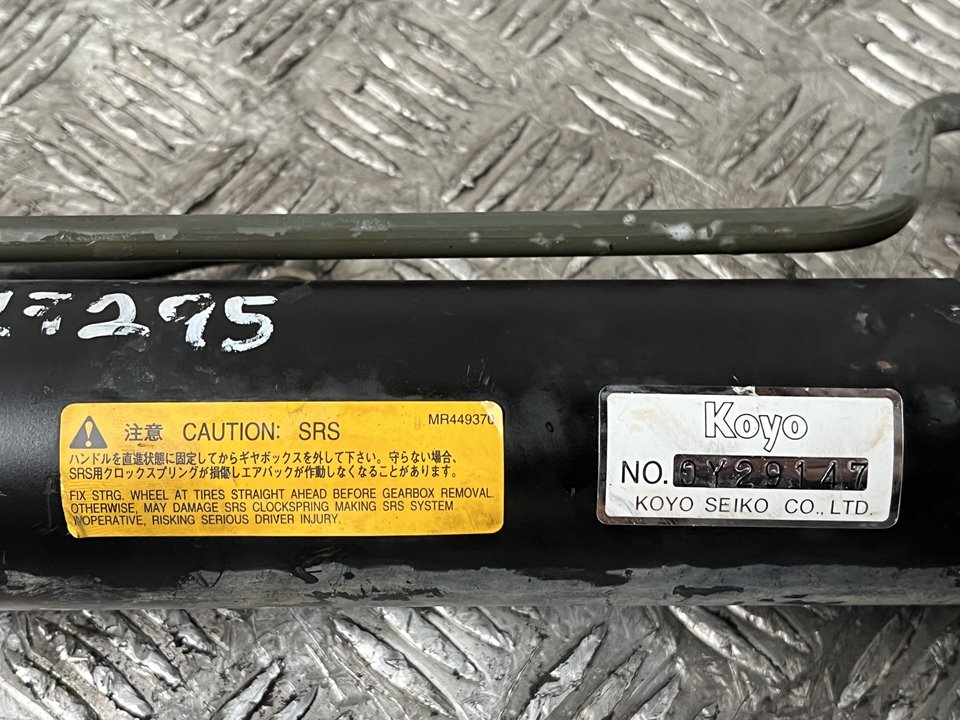 295
注意 CAUTION: SRS
MR449370
ハンドルを直進状態に固定してからギヤボックスを外して下さい。守らない場合、
SRS用クロックスプリングが損傷しエアバックが作動しなくなることがあります。
FIX STRG. WHEEL AT TIRES STRAIGHT AHEAD BEFORE GEARBOX REMOVAL.
OTHERWISE, MAY DAMAGE SRS CLOCKSPRING MAKING SRS SYSTEM
INOPERATIVE, RISKING SERIOUS DRIVER INJURY.
Koyo
NO. 0Y29147
KOYO SEIKO CO., LTD.